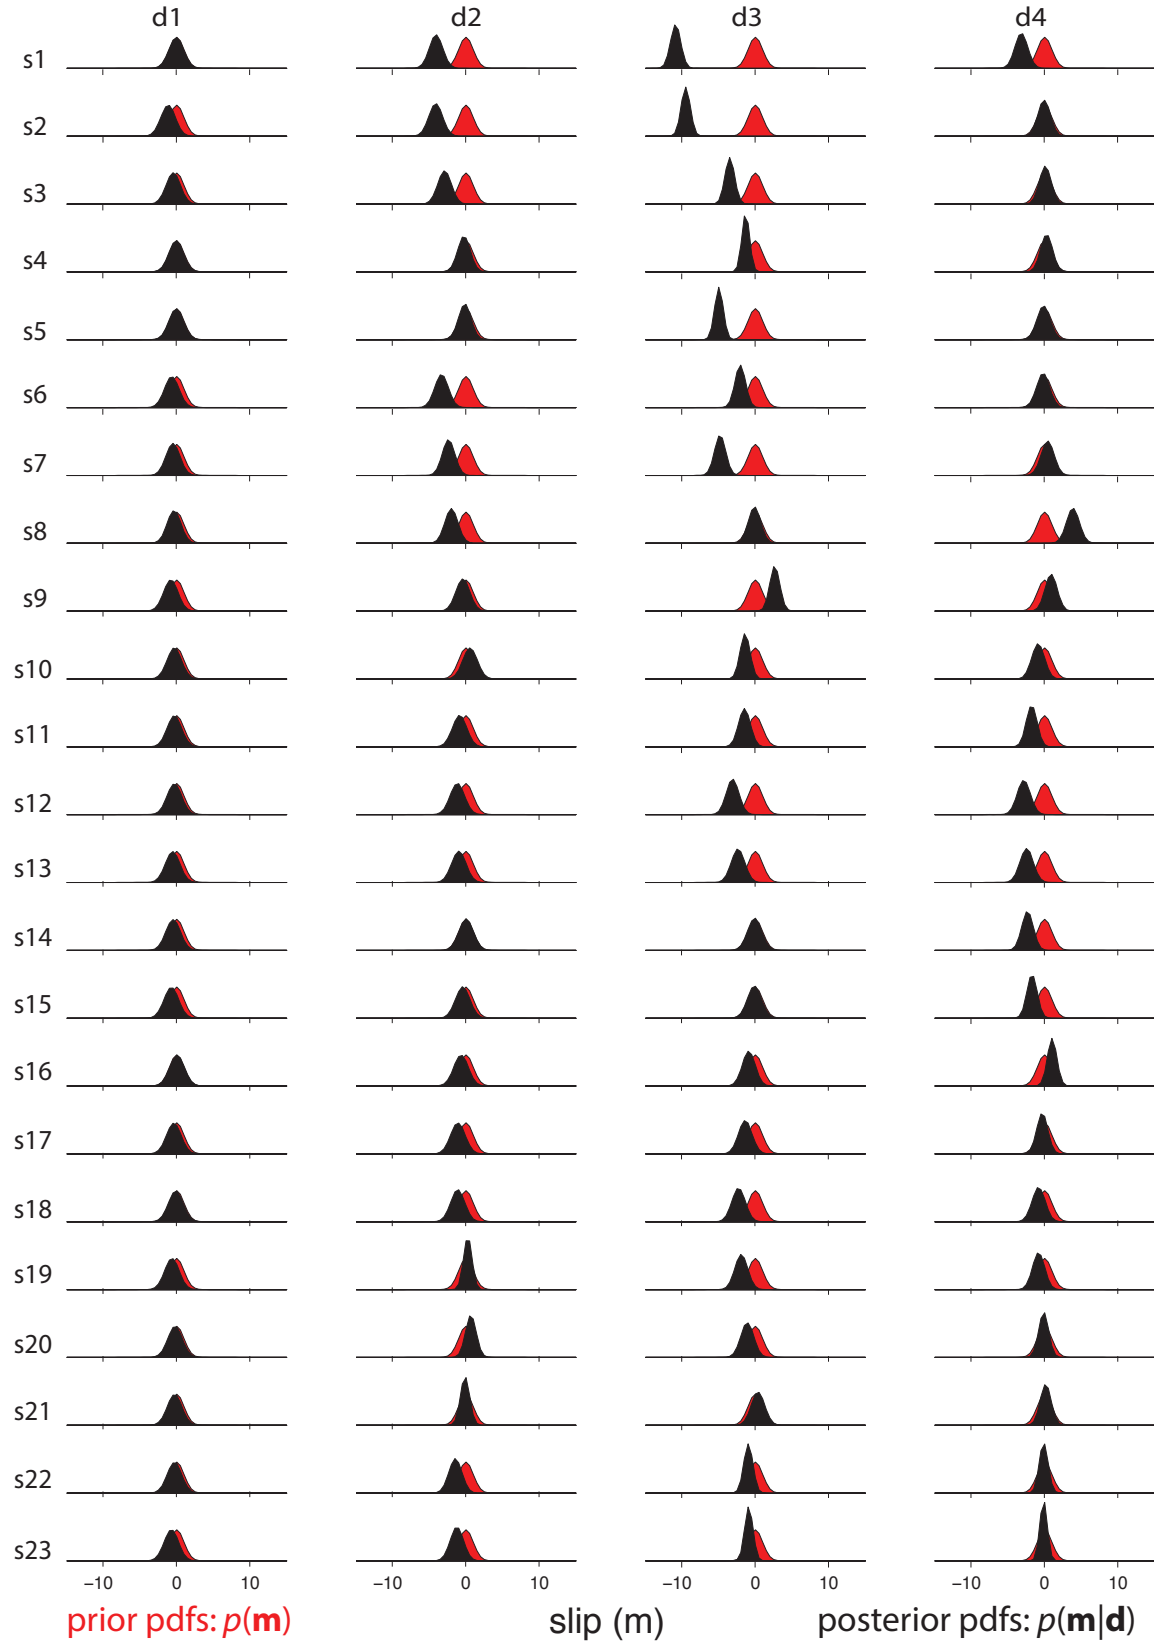 d1 d2 d3 d4
s1
s2
s3
s4
s5
s6
s7
s8
s9
s10
s11
s12
s13
s14
s15
s16
s17
s18
s19
s20
s21
s22
s23
−10 0 10 −10 0 10 −10 0 10 −10 0 10
prior pdfs: p(m) slip (m) posterior pdfs: p(m|d)